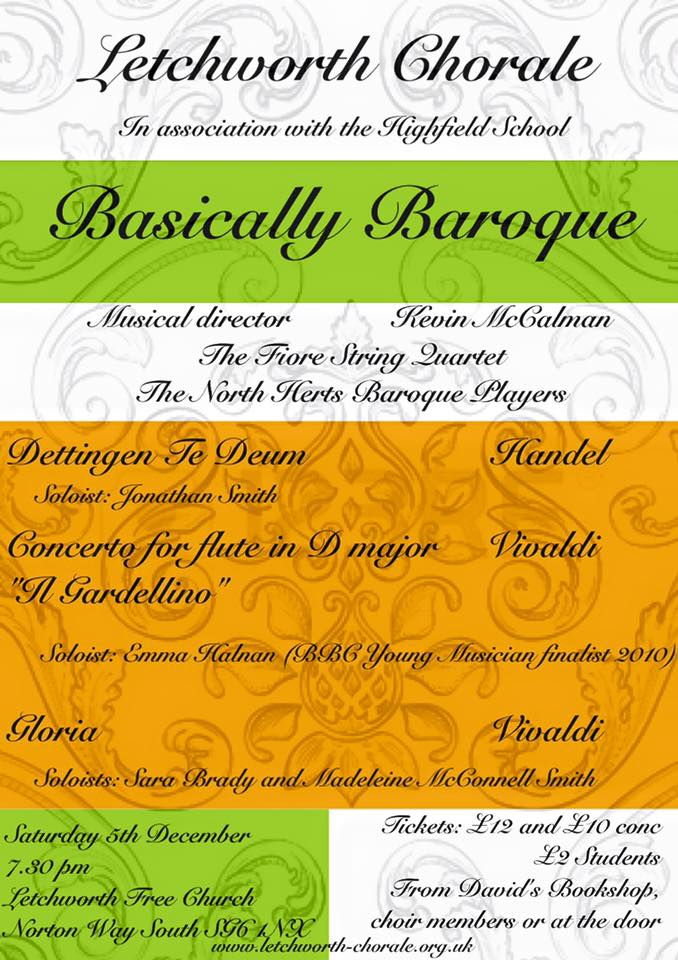 Letchworth Chorale
In association with the Highfield School
Basically Baroque
Musical director Kevin McCalman
The Fiore String Quartet
The North Herts Baroque Players
Dettingen Te Deum Handel
Soloist: Jonathan Smith
Concerto for flute in D major Vivaldi
"Il Gardellino"
Soloist: Emma Halnan (BBC Young Musician finalist 2010)
Gloria Vivaldi
Soloists: Sara Brady and Madeleine McConnell Smith
Saturday 5th December
7.30 pm
Letchworth Free Church
Norton Way South SG6 1NX
Tickets: £12 and £10 conc
£2 Students
From David's Bookshop,
choir members or at the door
www.letchworth-chorale.org.uk